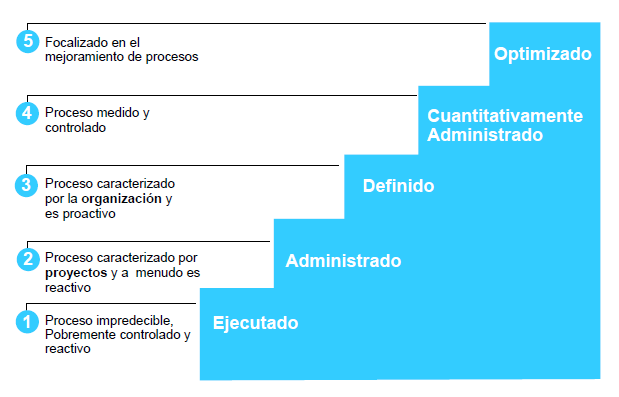 5
Focalizado en el
mejoramiento de procesos
Optimizado
4
Proceso medido y
controlado
Cuantitativamente
Administrado
3
Proceso caracterizado
por la organización y
es proactivo
Definido
2
Proceso caracterizado por
proyectos y a menudo es
reactivo
Administrado
1
Proceso impredecible,
Pobremente controlado y
reactivo
Ejecutado